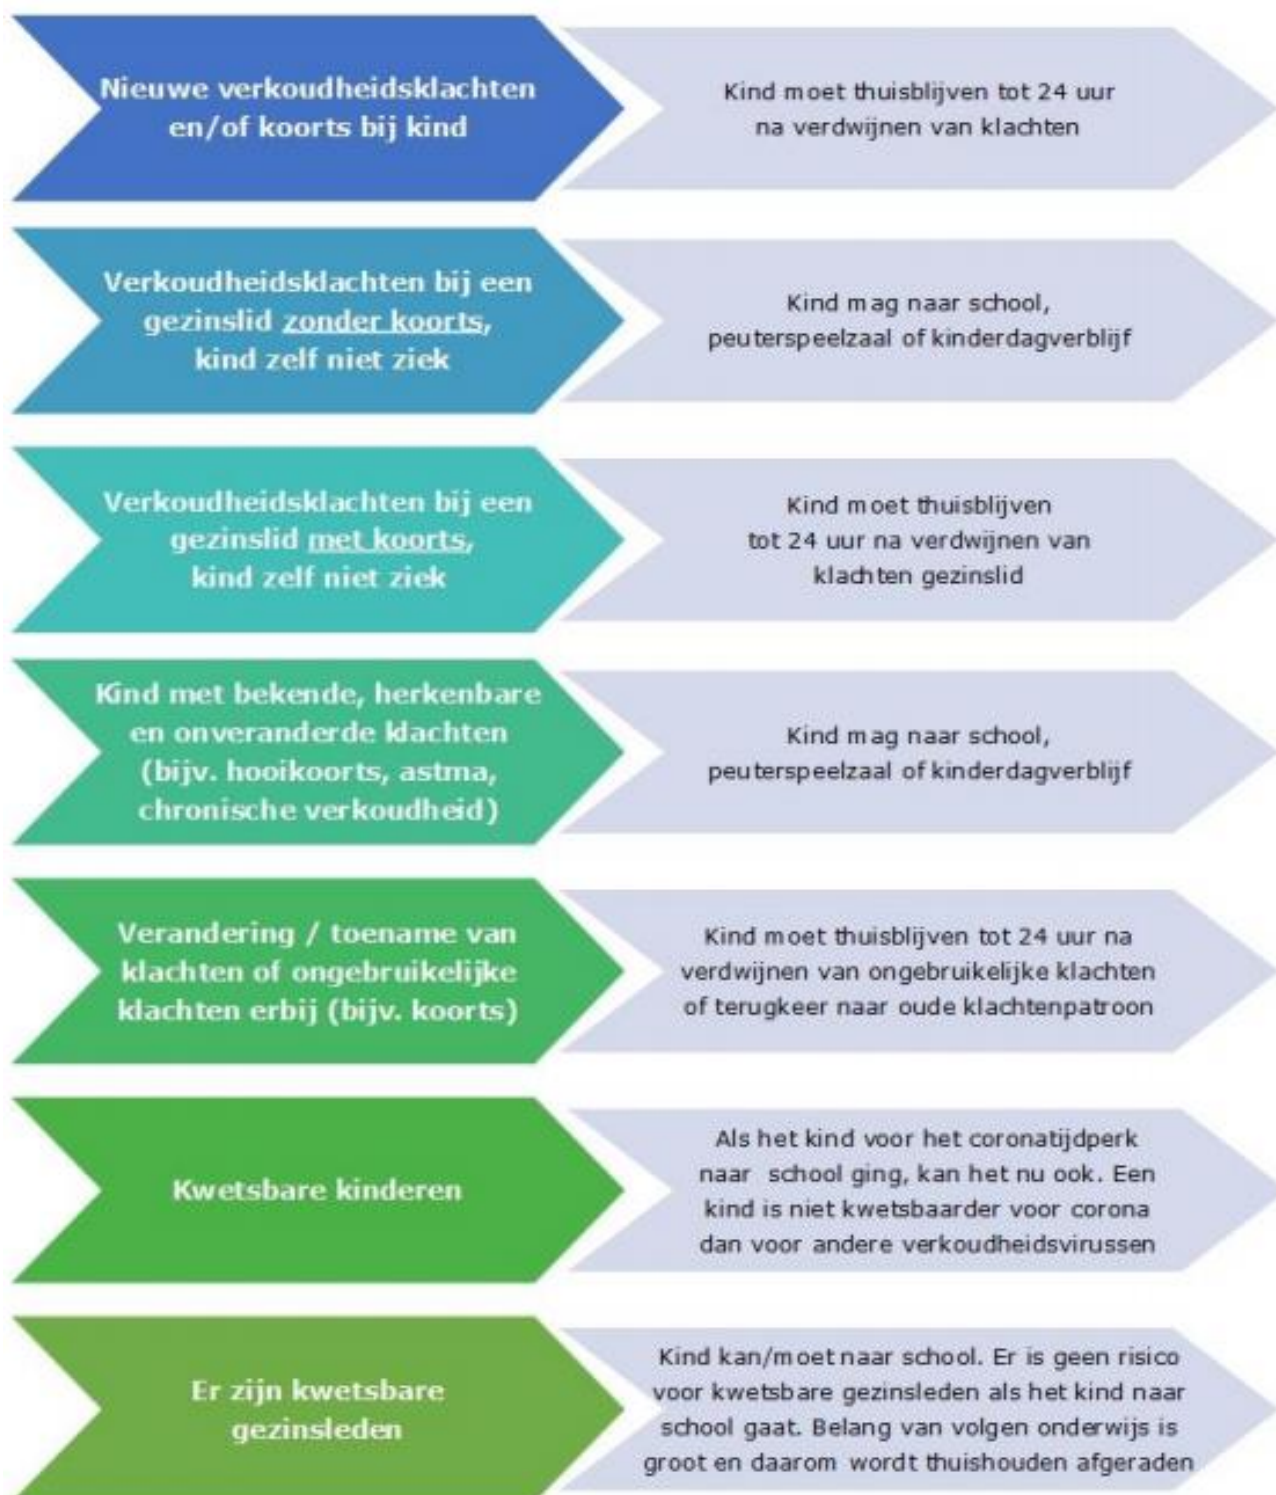 Nieuwe verkoudheidsklachten
en/of koorts bij kind
Kind moet thuisblijven tot 24 uur
na verdwijnen van klachten
Verkoudheidsklachten bij een
gezinslid zonder koorts,
kind zelf niet ziek
Kind mag naar school,
peuterspeelzaal of kinderdagverblijf
Verkoudheidsklachten bij een
gezinslid met koorts,
kind zelf niet ziek
Kind moet thuisblijven
tot 24 uur na verdwijnen van
klachten gezinslid
Kind met bekende, herkenbare
en onveranderde klachten
(bijv. hooikoorts, astma,
chronische verkoudheid)
Kind mag naar school,
peuterspeelzaal of kinderdagverblijf
Verandering / toename van
klachten of ongebruikelijke
klachten erbij (bijv. koorts)
Kind moet thuisblijven tot 24 uur na
verdwijnen van ongebruikelijke klachten
of terugkeer naar oude klachtenpatroon
Kwetsbare kinderen
Als het kind voor het coronatijdperk
naar school ging, kan het nu ook. Een
kind is niet kwetsbaarder voor corona
dan voor andere verkoudheidsvirussen
Er zijn kwetsbare
gezinsleden
Kind kan/moet naar school. Er is geen risico
voor kwetsbare gezinsleden als het kind naar
school gaat. Belang van volgen onderwijs is
groot en daarom wordt thuishouden afgeraden